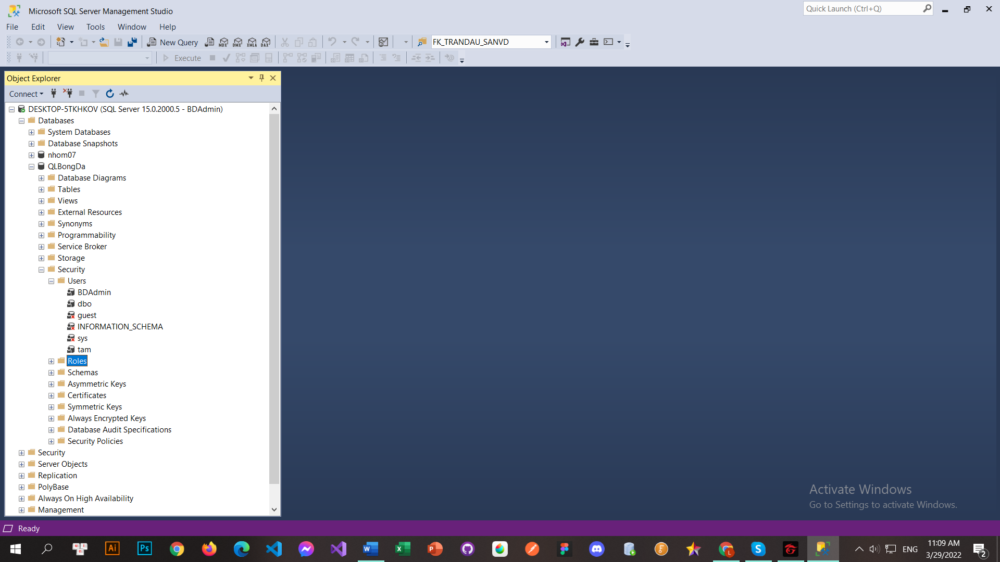 Microsoft SQL Server Management Studio
Quick Launch (Ctrl+Q)
File Edit View Tools Window Help
New Query MDX DMX XMLA DAX FK_TRANDAU_SANVD
Execute
Object Explorer
Connect
DESKTOP-5TKHKOV (SQL Server 15.0.2000.5 - BDAdmin)
Databases
System Databases
Database Snapshots
nhom07
QLBongDa
Database Diagrams
Tables
Views
External Resources
Synonyms
Programmability
Service Broker
Storage
Security
Users
BDAdmin
dbo
guest
INFORMATION_SCHEMA
sys
tam
Roles
Schemas
Asymmetric Keys
Certificates
Symmetric Keys
Always Encrypted Keys
Database Audit Specifications
Security Policies
Security
Server Objects
Replication
PolyBase
Always On High Availability
Management
Activate Windows
Go to Settings to activate Windows.
Ready
Ai Ps L ENG
11:09 AM
3/29/2022
2